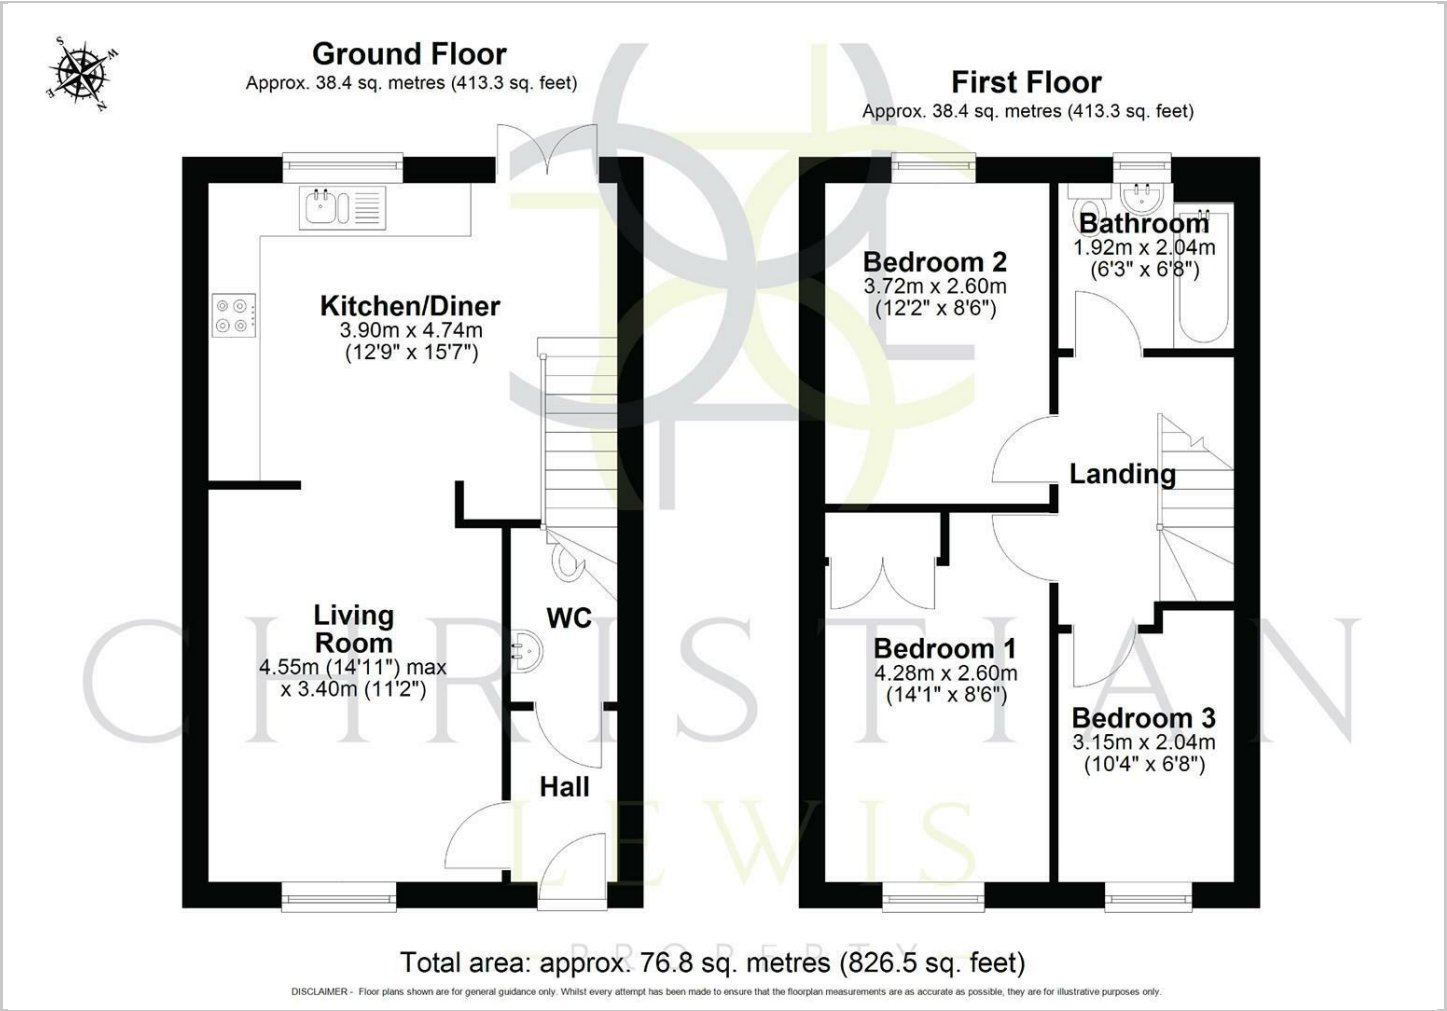 S
W
E
N
Ground Floor
Approx. 38.4 sq. metres (413.3 sq. feet)
First Floor
Approx. 38.4 sq. metres (413.3 sq. feet)
Kitchen/Diner
3.90m x 4.74m
(12'9" x 15'7")
Living
Room
4.55m (14'11") max
x 3.40m (11'2")
WC
Hall
Bedroom 2
3.72m x 2.60m
(12'2" x 8'6")
Bathroom
1.92m x 2.04m
(6'3" x 6'8")
Landing
Bedroom 1
4.28m x 2.60m
(14'1" x 8'6")
Bedroom 3
3.15m x 2.04m
(10'4" x 6'8")
CHRISTIAN
LEWIS
PROPERTY
Total area: approx. 76.8 sq. metres (826.5 sq. feet)
DISCLAIMER - Floor plans shown are for general guidance only. Whilst every attempt has been made to ensure that the floorplan measurements are as accurate as possible, they are for illustrative purposes only.